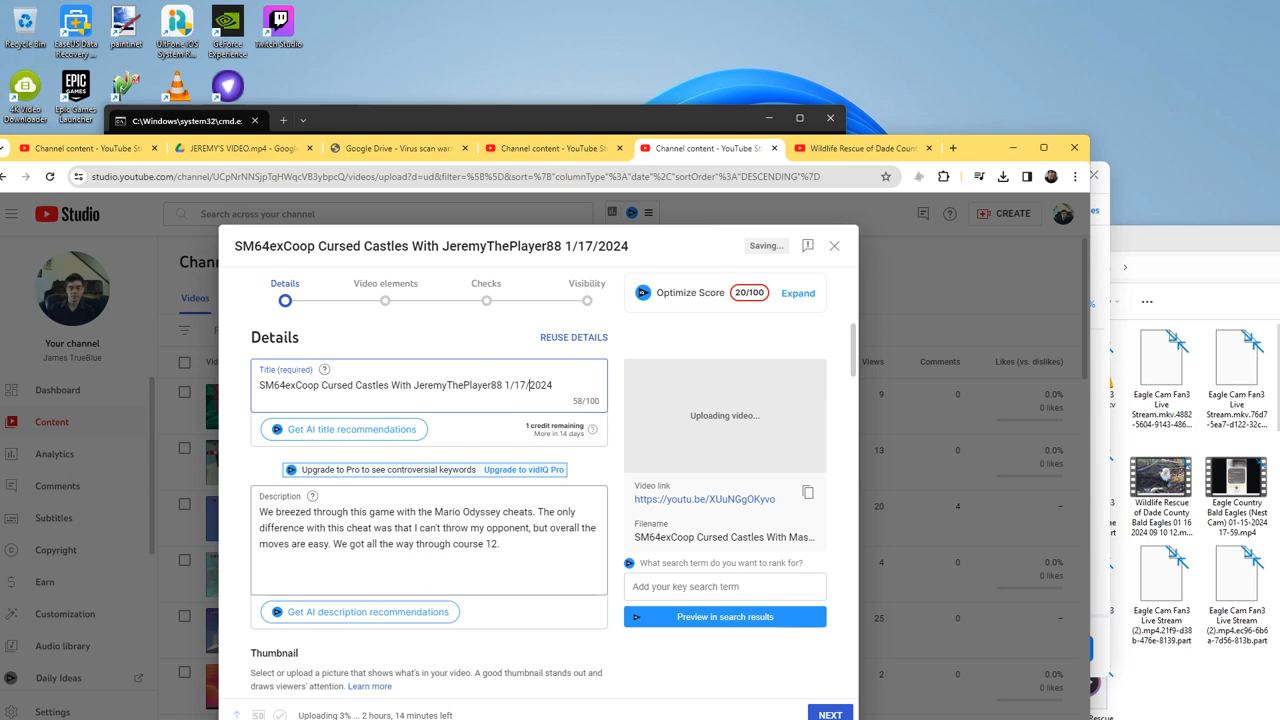 Recycle Bin
EaseUS Data
Recovery ...
paint.net
UltFone iOS
System R...
GeForce
Experience
Twitch Studio
4K Video
Downloader
Epic Games
Launcher
EPIC
GAMES
C:\Windows\system32\cmd.e:
Channel content - YouTube St
JEREMY'S VIDEO.mp4 - Googl
Google Drive - Virus scan warn
Channel content - YouTube St
Channel content - YouTube St
Wildlife Rescue of Dade Count
studio.youtube.com/channel/UCpNrNNSjpTqHWqcVB3ybpcQ/videos/upload?d=ud&filter=%5B%5D&sort=%7B"columnType"%3A"date"%2C"sortOrder"%3A"DESCENDING"%7D
Studio
Search across your channel
CREATE
Your channel
James TrueBlue
Dashboard
Content
Analytics
Comments
Subtitles
Copyright
Earn
Customization
Audio library
Daily Ideas
Settings
Videos
Views
Comments
Likes (vs. dislikes)
9
0
0.0%
0 likes
13
0
0.0%
0 likes
20
4
–
4
0
0.0%
0 likes
25
0
–
2
0
0.0%
0 likes
SM64exCoop Cursed Castles With JeremyThePlayer88 1/17/2024
Saving...
Details
Video elements
Checks
Visibility
Optimize Score
20/100
Expand
Details
REUSE DETAILS
Title (required)
SM64exCoop Cursed Castles With JeremyThePlayer88 1/17/2024
58/100
Get AI title recommendations
1 credit remaining
More in 14 days
Upgrade to Pro to see controversial keywords
Upgrade to vidIQ Pro
Description
We breezed through this game with the Mario Odyssey cheats. The only
difference with this cheat was that I can't throw my opponent, but overall the
moves are easy. We got all the way through course 12.
Get AI description recommendations
Thumbnail
Select or upload a picture that shows what's in your video. A good thumbnail stands out and
draws viewers' attention. Learn more
Uploading video...
Video link
https://youtu.be/XUuNGgOKyvo
Filename
SM64exCoop Cursed Castles With Mas...
What search term do you want to rank for?
Add your key search term
Preview in search results
SD
Uploading 3% ... 2 hours, 14 minutes left
NEXT
Eagle Cam Fan3
Live
Stream.mkv.4882
-5604-9143-486...
Eagle Cam Fan3
Live
Stream.mkv.76d7
-5ea7-d122-32c...
Wildlife Rescue
of Dade County
Bald Eagles 01 16
2024 09 10 12.m...
Eagle Country
Bald Eagles (Nest
Cam) 01-15-2024
17-59.mp4
Eagle Cam Fan3
Live Stream
(2).mp4.21f9-d38
b-476e-8139.part
Eagle Cam Fan3
Live Stream
(2).mp4.ec96-6b6
a-7d56-813b.part